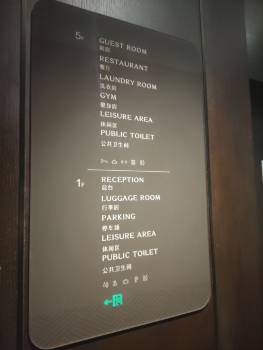 5F
GUEST ROOM
客房
RESTAURANT
餐厅
LAUNDRY ROOM
洗衣房
GYM
健身房
LEISURE AREA
休闲区
PUBLIC TOILET
公共卫生间
1F
RECEPTION
前台
LUGGAGE ROOM
行李房
PARKING
停车场
LEISURE AREA
休闲区
PUBLIC TOILET
公共卫生间